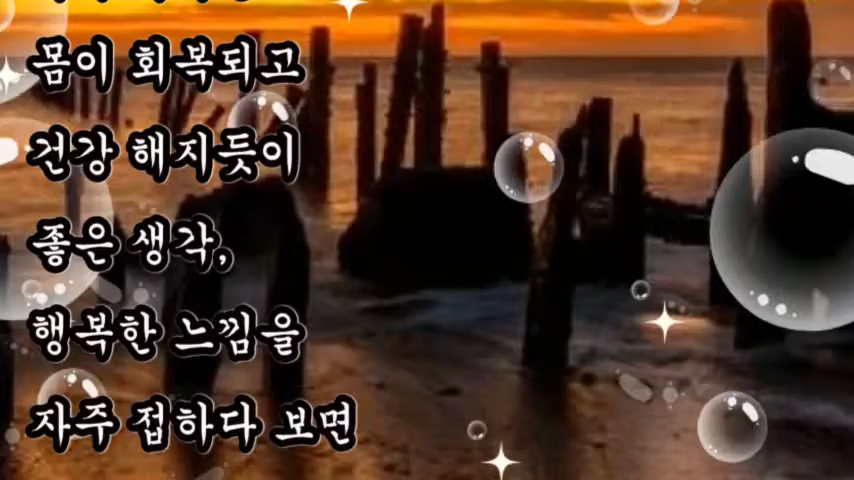 몸이 회복되고
건강 해지듯이
좋은 생각,
행복한 느낌을
자주 접하다 보면